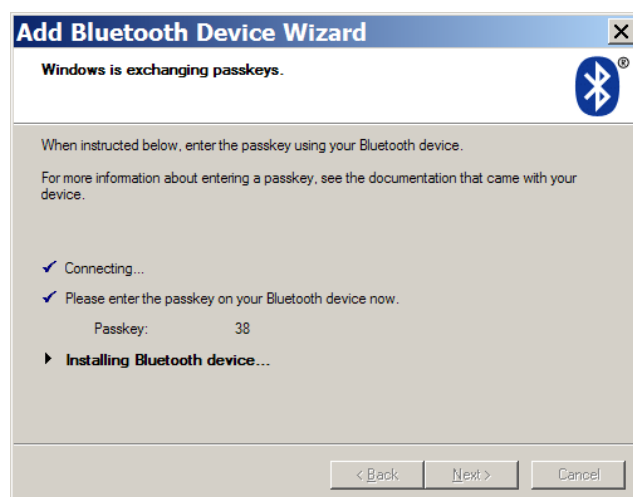 Add Bluetooth Device Wizard
Windows is exchanging passkeys.
®
When instructed below, enter the passkey using your Bluetooth device.
For more information about entering a passkey, see the documentation that came with your
device.
Connecting...
Please enter the passkey on your Bluetooth device now.
Passkey: 38
Installing Bluetooth device...
< Back Next > Cancel